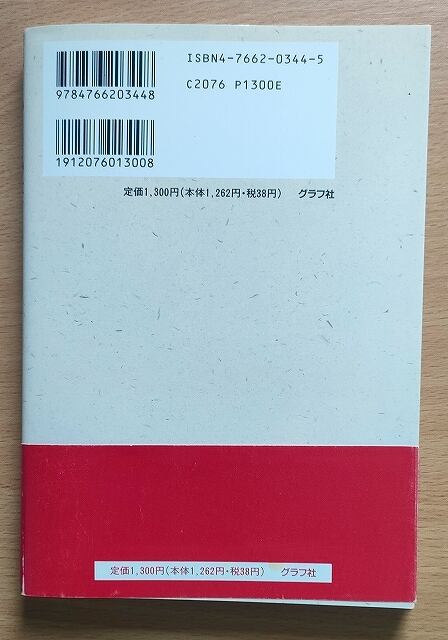 ISBN4-7662-0344-5
9784766203448
C2076 P1300E
1912076013008
定価1,300円(本体1,262円・税38円) グラフ社
定価1,300円(本体1,262円・税38円) グラフ社